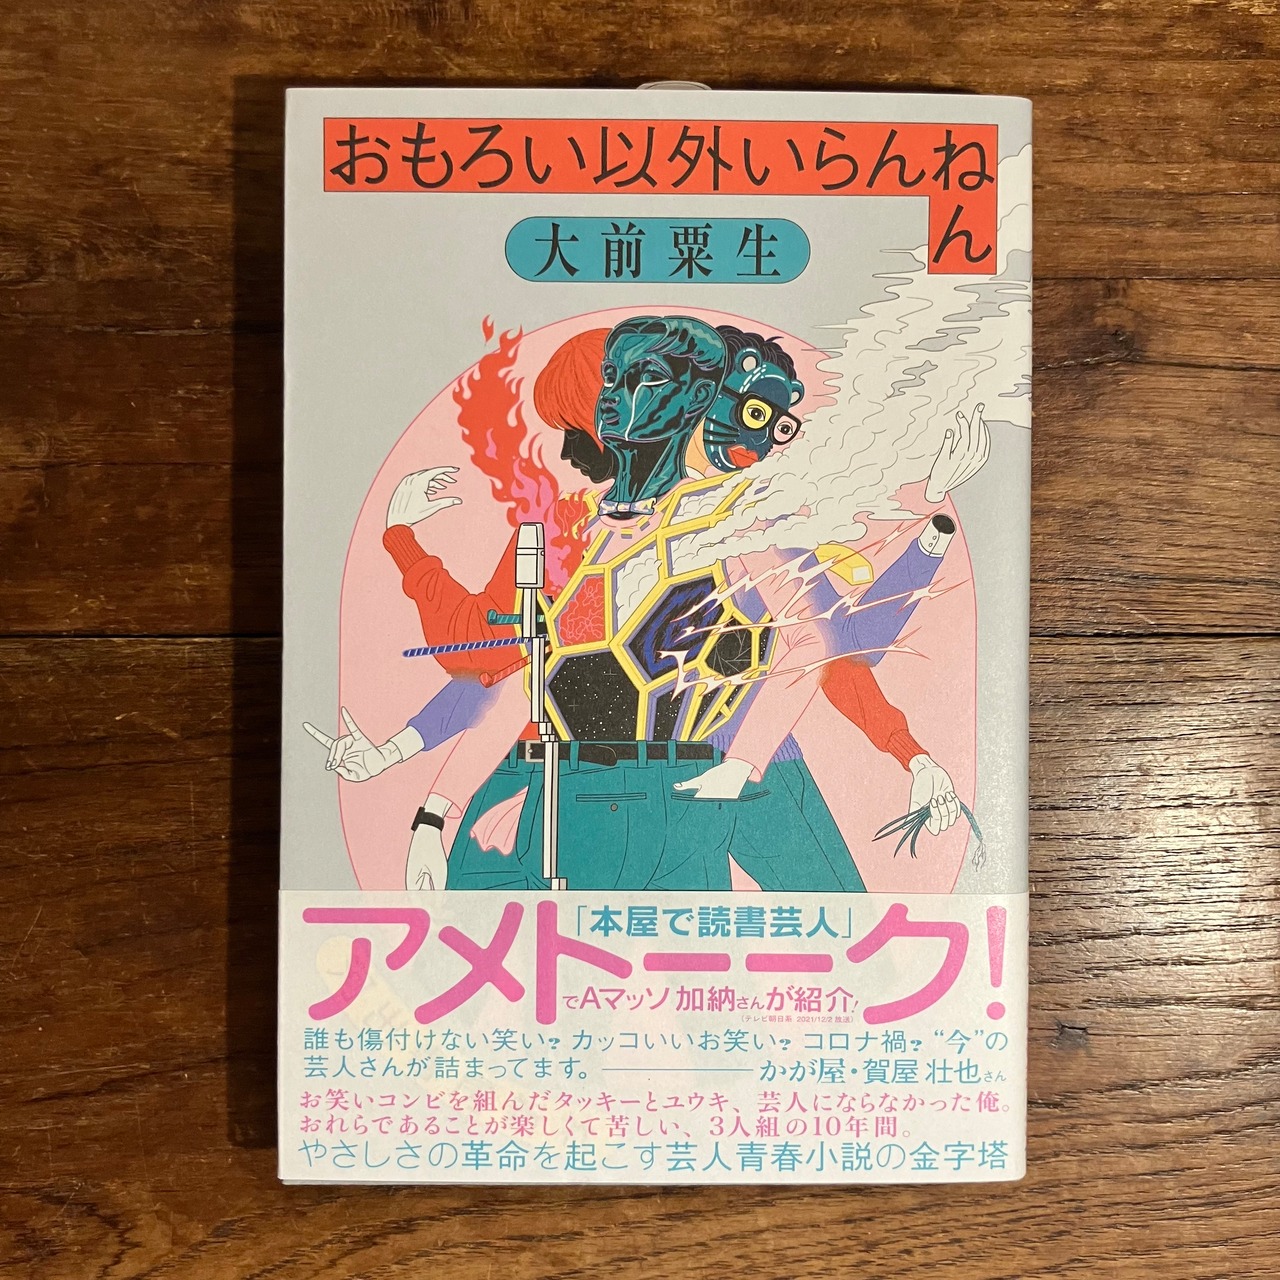 おもろい以外いらんねん
大前粟生
アメトーーク!
「本屋で読書芸人」
でAマッソ加納さんが紹介!
(テレビ朝日系 2021/12/2 放送)
誰も傷付けない笑い? カッコいいお笑い? コロナ禍? “今”の
芸人さんが詰まってます。――かが屋・賀屋壮也さん
お笑いコンビを組んだタッキーとユウキ、芸人にならなかった俺。
おれらであることが楽しくて苦しい、3人組の10年間。
やさしさの革命を起こす芸人青春小説の金字塔